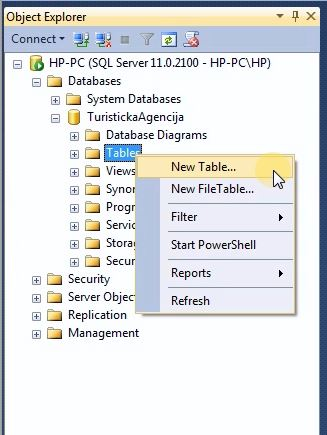 Object Explorer
Connect
HP-PC (SQL Server 11.0.2100 - HP-PC\HP)
Databases
System Databases
TuristickaAgencija
Database Diagrams
Tables
New Table...
Views
New FileTable...
Synon
Progr
Filter
Servic
Storag
Start PowerShell
Secur
Reports
Security
Server Objec
Refresh
Replication
Management